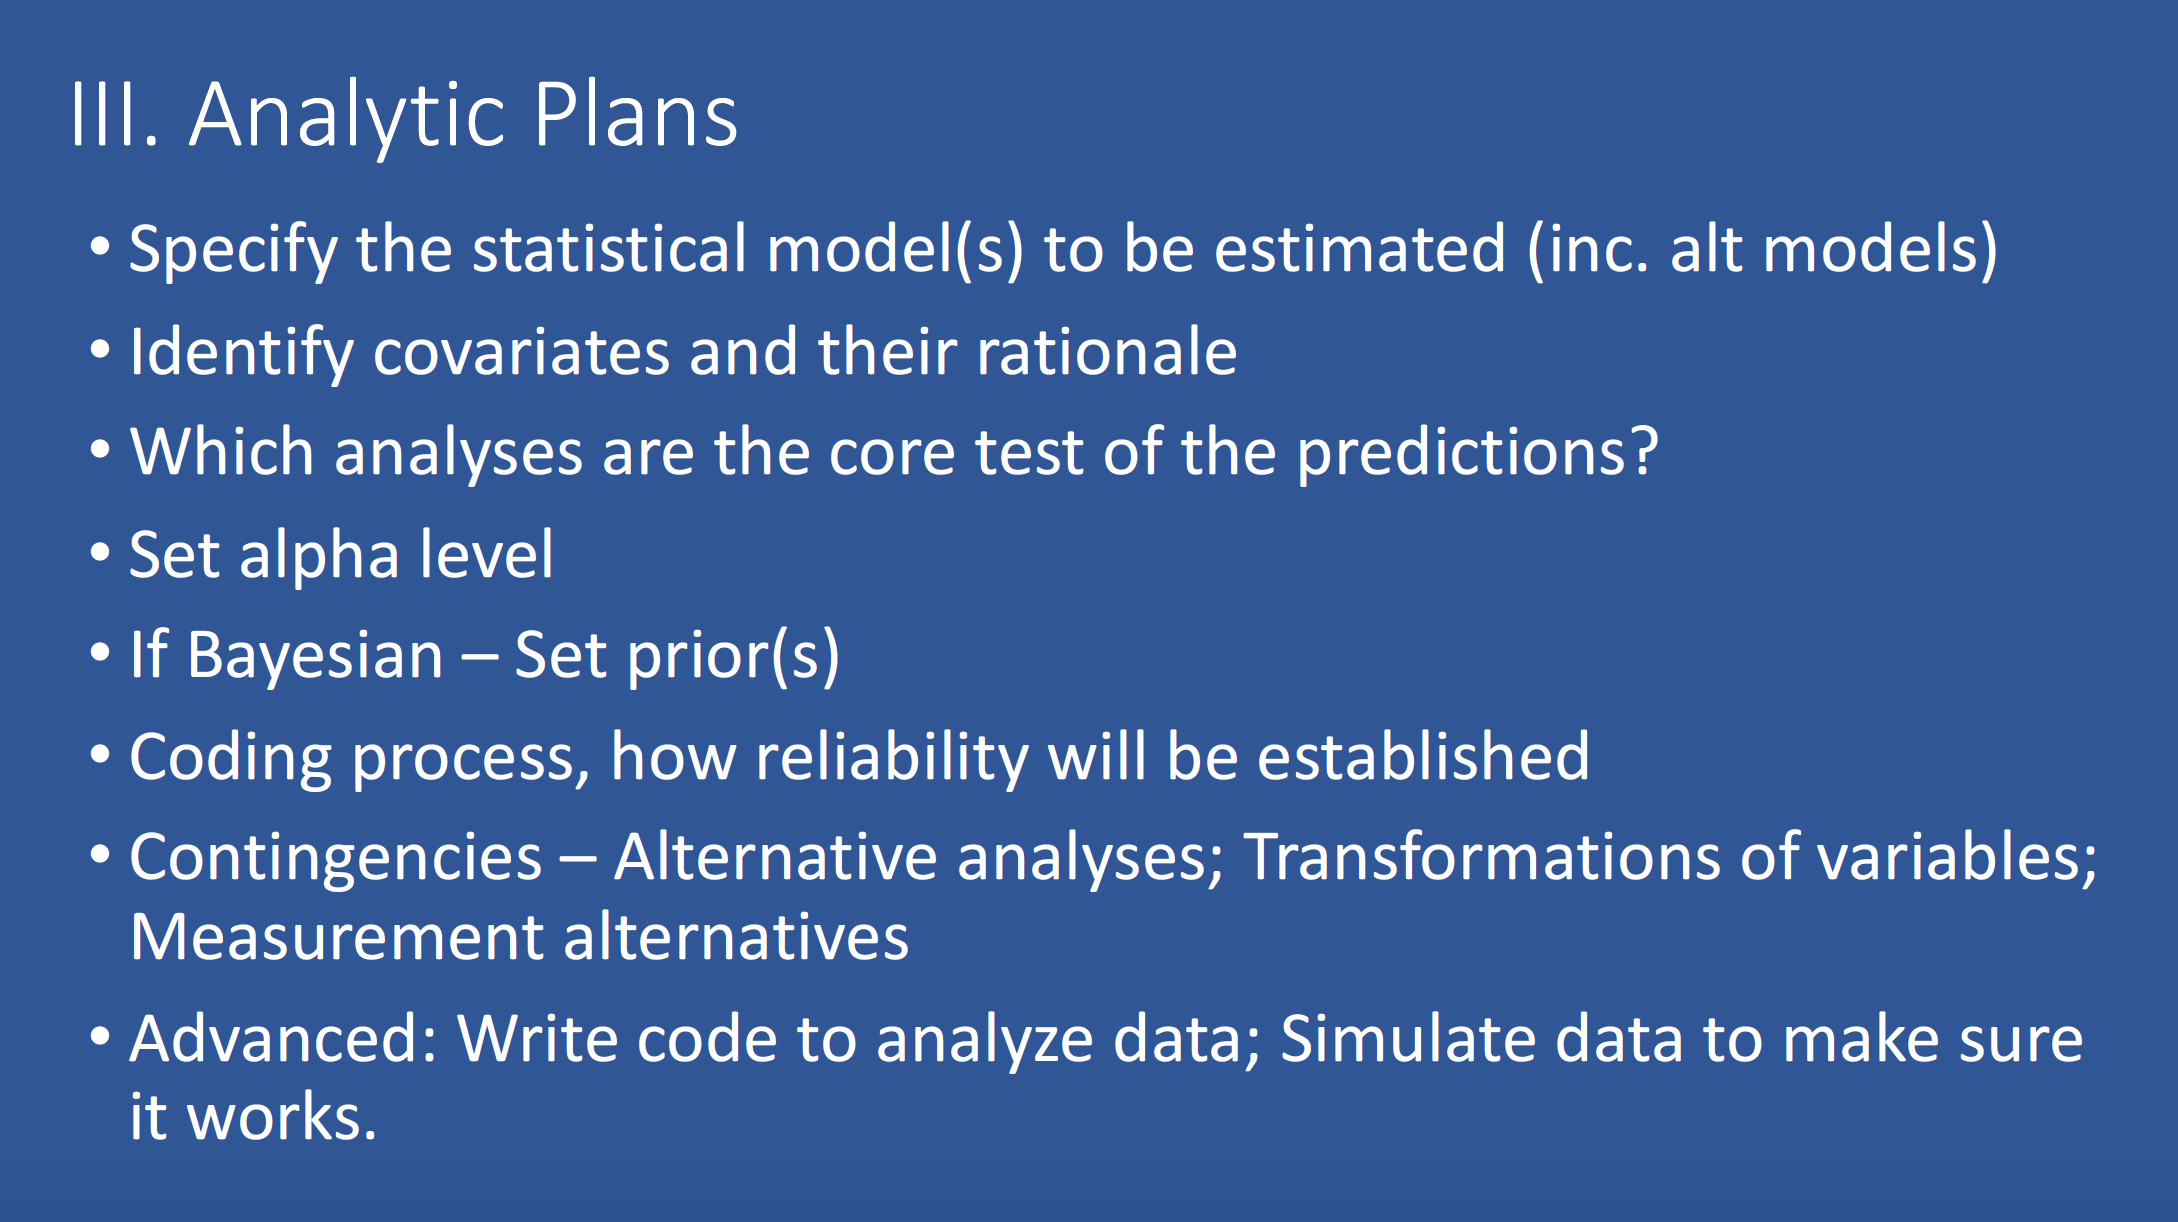 III. Analytic Plans
• Specify the statistical model(s) to be estimated (inc. alt models)
• Identify covariates and their rationale
• Which analyses are the core test of the predictions?
• Set alpha level
• If Bayesian – Set prior(s)
• Coding process, how reliability will be established
• Contingencies – Alternative analyses; Transformations of variables;
Measurement alternatives
• Advanced: Write code to analyze data; Simulate data to make sure
it works.